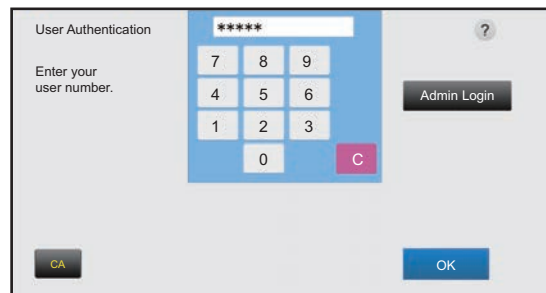 User Authentication
*****
?
Enter your
user number.
7 8 9
4 5 6
1 2 3
0 C
Admin Login
CA
OK